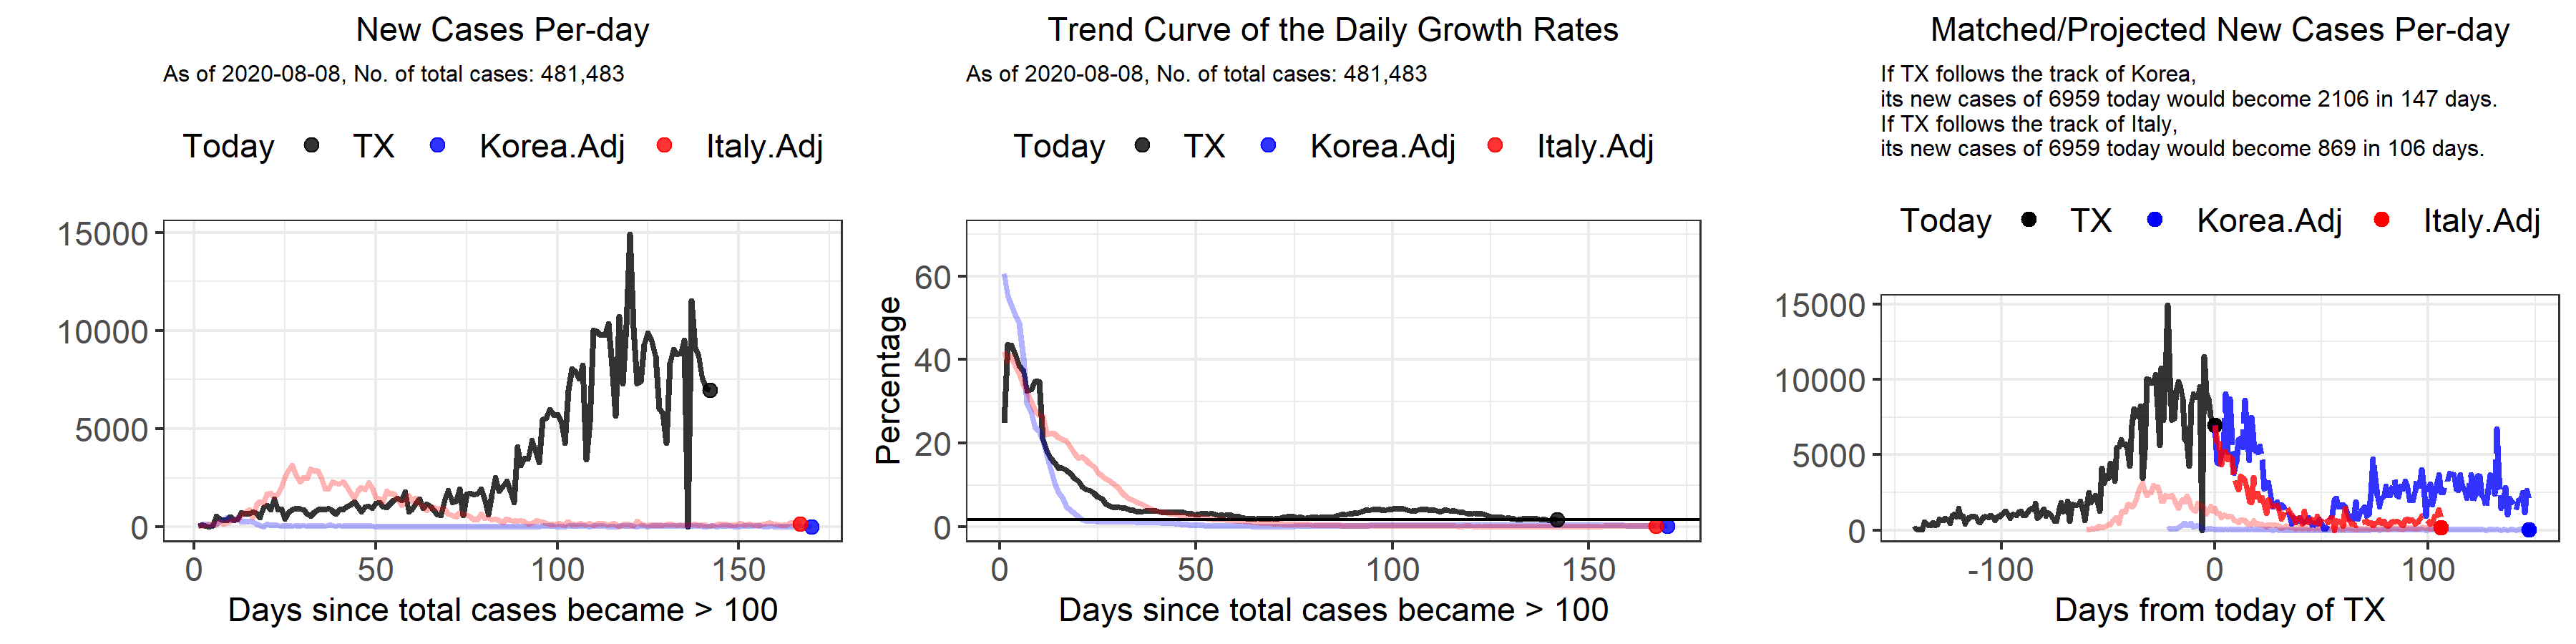 New Cases Per-day
As of 2020-08-08, No. of total cases: 481,483
Today TX Korea.Adj Italy.Adj
15000
10000
5000
0
0 50 100 150
Days since total cases became > 100
Trend Curve of the Daily Growth Rates
As of 2020-08-08, No. of total cases: 481,483
Today TX Korea.Adj Italy.Adj
Percentage
60
40
20
0
0 50 100 150
Days since total cases became > 100
Matched/Projected New Cases Per-day
If TX follows the track of Korea,
its new cases of 6959 today would become 2106 in 147 days.
If TX follows the track of Italy,
its new cases of 6959 today would become 869 in 106 days.
Today TX Korea.Adj Italy.Adj
15000
10000
5000
0
-100 0 100
Days from today of TX